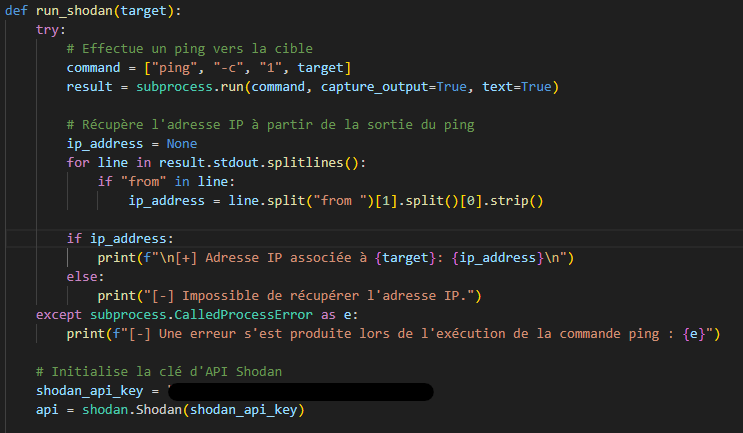 def run_shodan(target):
    try:
        # Effectue un ping vers la cible
        command = ["ping", "-c", "1", target]
        result = subprocess.run(command, capture_output=True, text=True)

        # Récupère l'adresse IP à partir de la sortie du ping
        ip_address = None
        for line in result.stdout.splitlines():
            if "from" in line:
                ip_address = line.split("from ")[1].split()[0].strip()

        if ip_address:
            print(f"\n[+] Adresse IP associée à {target}: {ip_address}\n")
        else:
            print("[-] Impossible de récupérer l'adresse IP.")
    except subprocess.CalledProcessError as e:
        print(f"[-] Une erreur s'est produite lors de l'exécution de la commande ping : {e}")

    # Initialise la clé d'API Shodan
    shodan_api_key =
    api = shodan.Shodan(shodan_api_key)